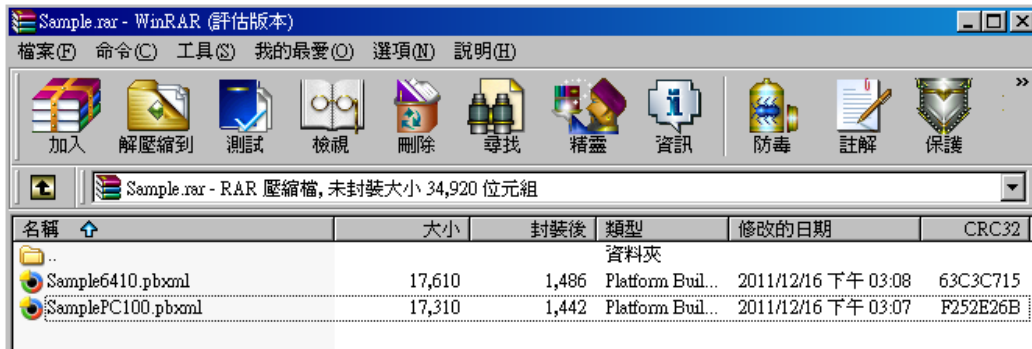 Sample.rar - WinRAR (評估版本)
檔案(F) 命令(C) 工具(S) 我的最愛(O) 選項(N) 說明(H)
加入 解壓縮到 測試 檢視 刪除 尋找 精靈 資訊 防毒 註解 保護 »
Sample.rar - RAR 壓縮檔, 未封裝大小 34,920 位元組
名稱 大小 封裝後 類型 修改的日期 CRC32
.. 資料夾
Sample6410.pbxml 17,610 1,486 Platform Buil... 2011/12/16 下午 03:08 63C3C715
SamplePC100.pbxml 17,310 1,442 Platform Buil... 2011/12/16 下午 03:07 F252E26B